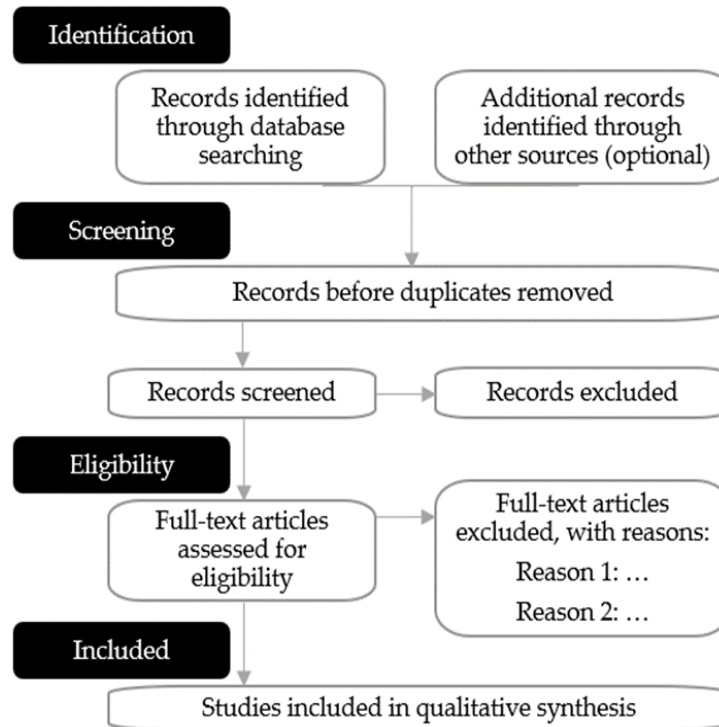 Identification
Records identified
through database
searching
Additional records
identified through
other sources (optional)
Screening
Records before duplicates removed
Records screened
Records excluded
Eligibility
Full-text articles
assessed for
eligibility
Full-text articles
excluded, with reasons:
Reason 1: …
Reason 2: …
Included
Studies included in qualitative synthesis